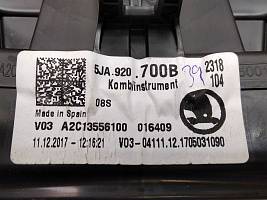 5JA.920 .700B 39 2318
Kombiinstrument 104
08S
Made in Spain
V03 A2C13556100 016409
11.12.2017 - 12:16:21 V03-04111.12.1705031090